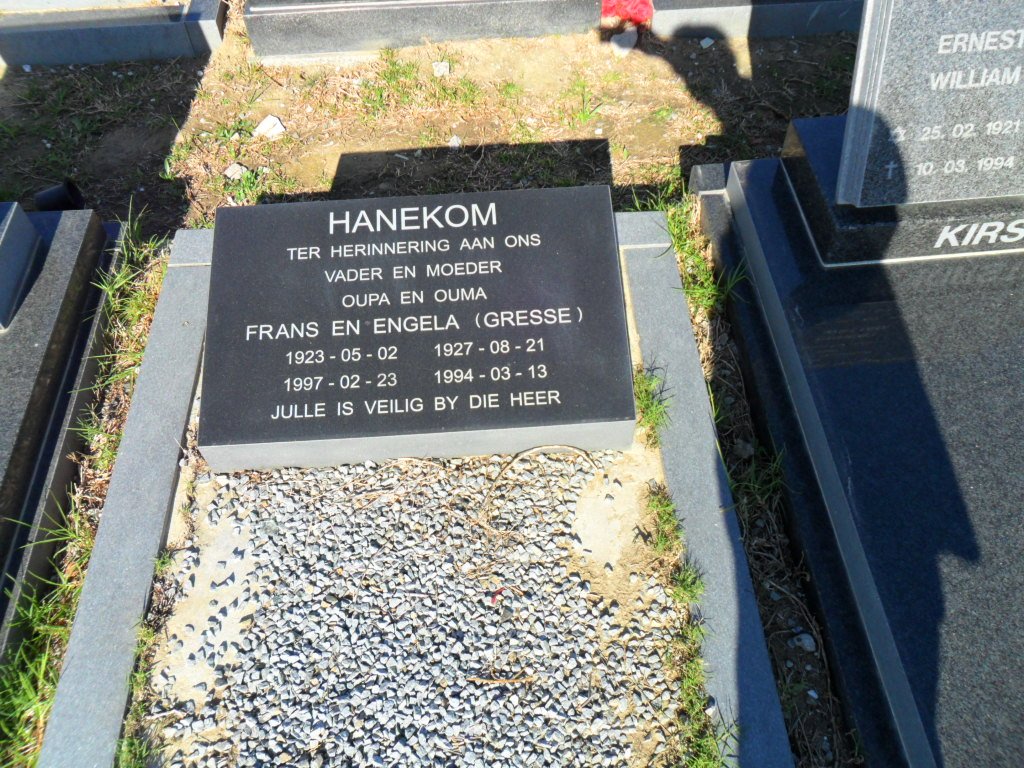 HANEKOM
TER HERINNERING AAN ONS
VADER EN MOEDER
OUPA EN OUMA
FRANS EN ENGELA (GRESSE)
1923-05-02 1927-08-21
1997-02-23 1994-03-13
JULLE IS VEILIG BY DIE HEER
ERNEST
WILLIAM
25. 02. 1921
10. 03. 1994